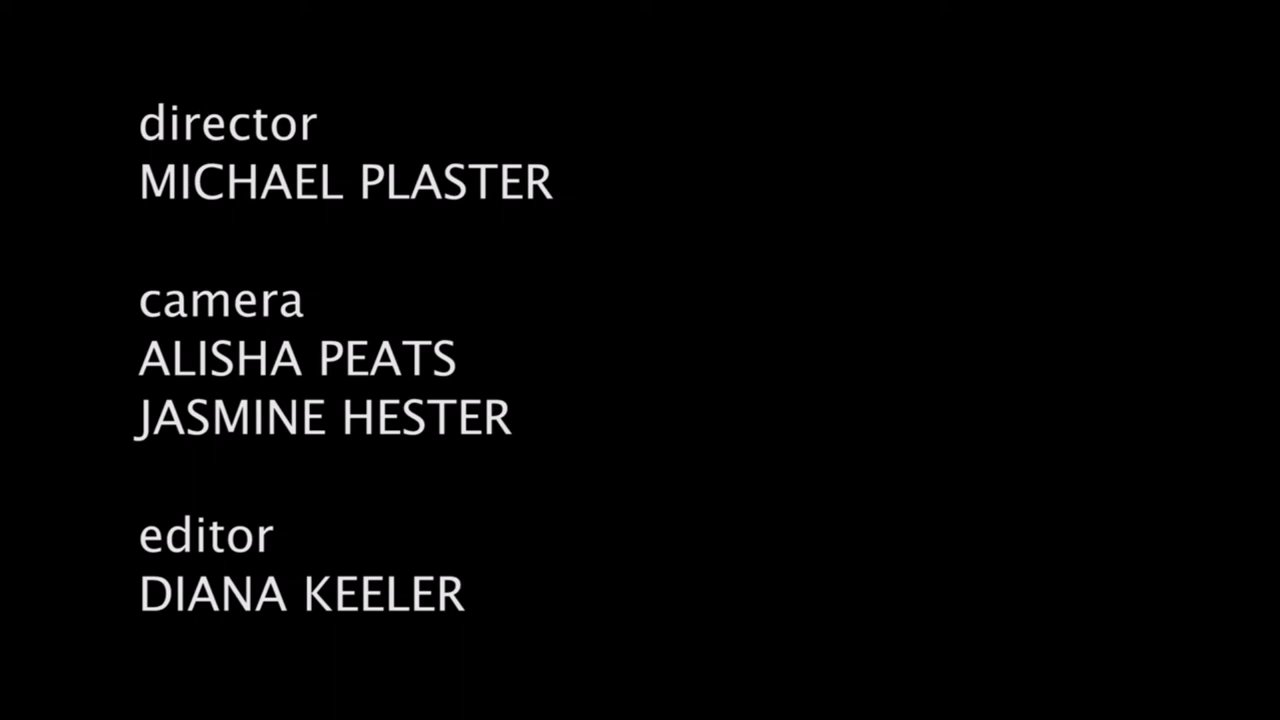 director
MICHAEL PLASTER
camera
ALISHA PEATS
JASMINE HESTER
editor
DIANA KEELER